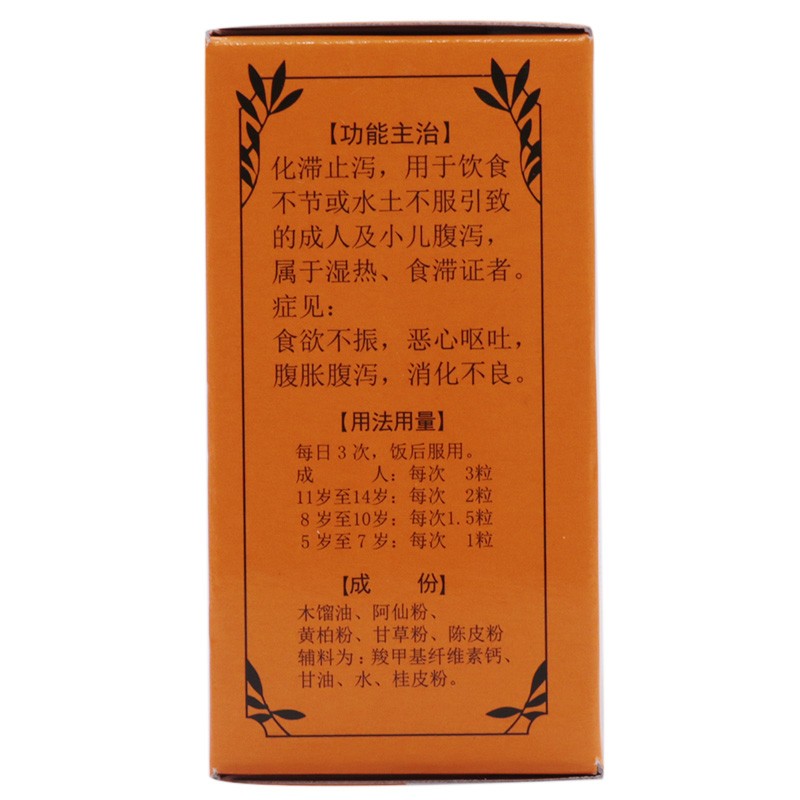 【功能主治】
化滞止泻，用于饮食
不节或水土不服引致
的成人及小儿腹泻，
属于湿热、食滞证者。
症见：
食欲不振，恶心呕吐，
腹胀腹泻，消化不良。
【用法用量】
每日3次，饭后服用。
成　人：每次 3粒
11岁至14岁：每次 2粒
8岁至10岁：每次1.5粒
5岁至7岁：每次 1粒
【成　份】
木馏油、阿仙粉、
黄柏粉、甘草粉、陈皮粉
辅料为：羧甲基纤维素钙、
甘油、水、桂皮粉。